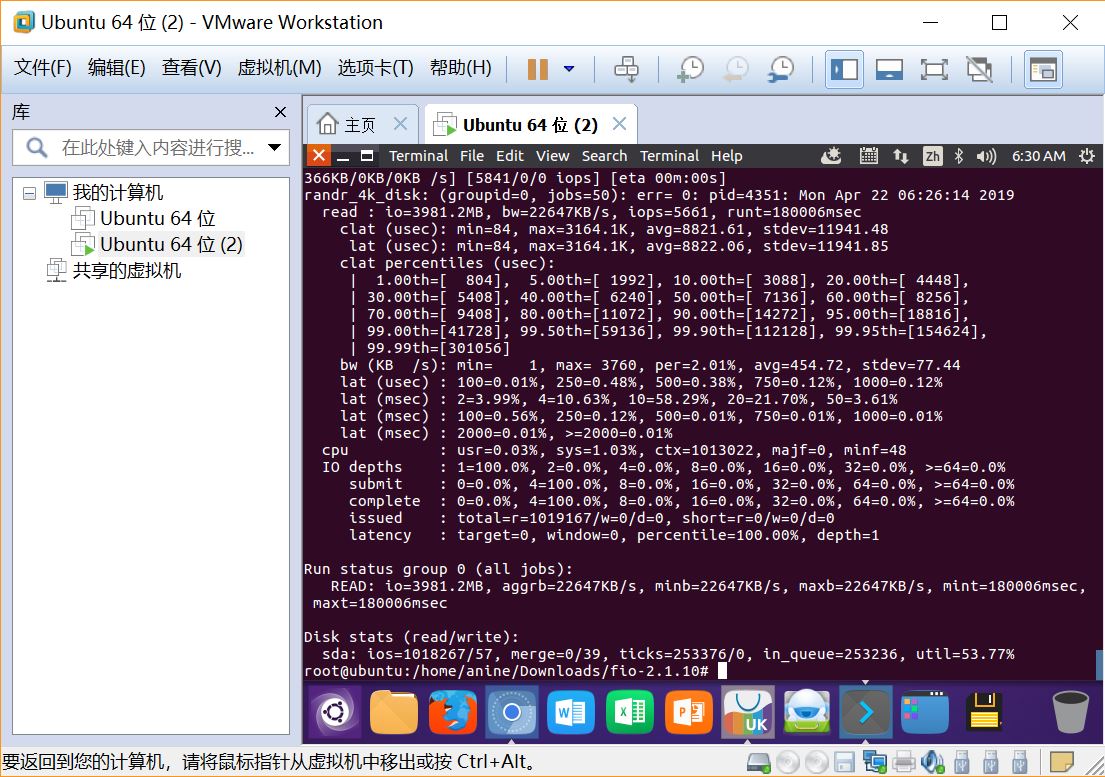 Ubuntu 64 位 (2) - VMware Workstation
文件(F) 编辑(E) 查看(V) 虚拟机(M) 选项卡(T) 帮助(H)
库
在此处键入内容进行搜...
我的计算机
Ubuntu 64 位
Ubuntu 64 位 (2)
共享的虚拟机
主页 Ubuntu 64 位 (2)
Terminal File Edit View Search Terminal Help Zh 6:30 AM
366KB/0KB/0KB /s] [5841/0/0 iops] [eta 00m:00s]
randr_4k_disk: (groupid=0, jobs=50): err= 0: pid=4351: Mon Apr 22 06:26:14 2019
read : io=3981.2MB, bw=22647KB/s, iops=5661, runt=180006msec
clat (usec): min=84, max=3164.1K, avg=8821.61, stdev=11941.48
lat (usec): min=84, max=3164.1K, avg=8822.06, stdev=11941.85
clat percentiles (usec):
| 1.00th=[ 804], 5.00th=[ 1992], 10.00th=[ 3088], 20.00th=[ 4448],
| 30.00th=[ 5408], 40.00th=[ 6240], 50.00th=[ 7136], 60.00th=[ 8256],
| 70.00th=[ 9408], 80.00th=[11072], 90.00th=[14272], 95.00th=[18816],
| 99.00th=[41728], 99.50th=[59136], 99.90th=[112128], 99.95th=[154624],
| 99.99th=[301056]
bw (KB /s): min= 1, max= 3760, per=2.01%, avg=454.72, stdev=77.44
lat (usec) : 100=0.01%, 250=0.48%, 500=0.38%, 750=0.12%, 1000=0.12%
lat (msec) : 2=3.99%, 4=10.63%, 10=58.29%, 20=21.70%, 50=3.61%
lat (msec) : 100=0.56%, 250=0.12%, 500=0.01%, 750=0.01%, 1000=0.01%
lat (msec) : 2000=0.01%, >=2000=0.01%
cpu : usr=0.03%, sys=1.03%, ctx=1013022, majf=0, minf=48
IO depths : 1=100.0%, 2=0.0%, 4=0.0%, 8=0.0%, 16=0.0%, 32=0.0%, >=64=0.0%
submit : 0=0.0%, 4=100.0%, 8=0.0%, 16=0.0%, 32=0.0%, 64=0.0%, >=64=0.0%
complete : 0=0.0%, 4=100.0%, 8=0.0%, 16=0.0%, 32=0.0%, 64=0.0%, >=64=0.0%
issued : total=r=1019167/w=0/d=0, short=r=0/w=0/d=0
latency : target=0, window=0, percentile=100.00%, depth=1
Run status group 0 (all jobs):
READ: io=3981.2MB, aggrb=22647KB/s, minb=22647KB/s, maxb=22647KB/s, mint=180006msec,
maxt=180006msec
Disk stats (read/write):
sda: ios=1018267/57, merge=0/39, ticks=253376/0, in_queue=253236, util=53.77%
root@ubuntu:/home/anine/Downloads/fio-2.1.10#
W X P UK
要返回到您的计算机，请将鼠标指针从虚拟机中移出或按 Ctrl+Alt。